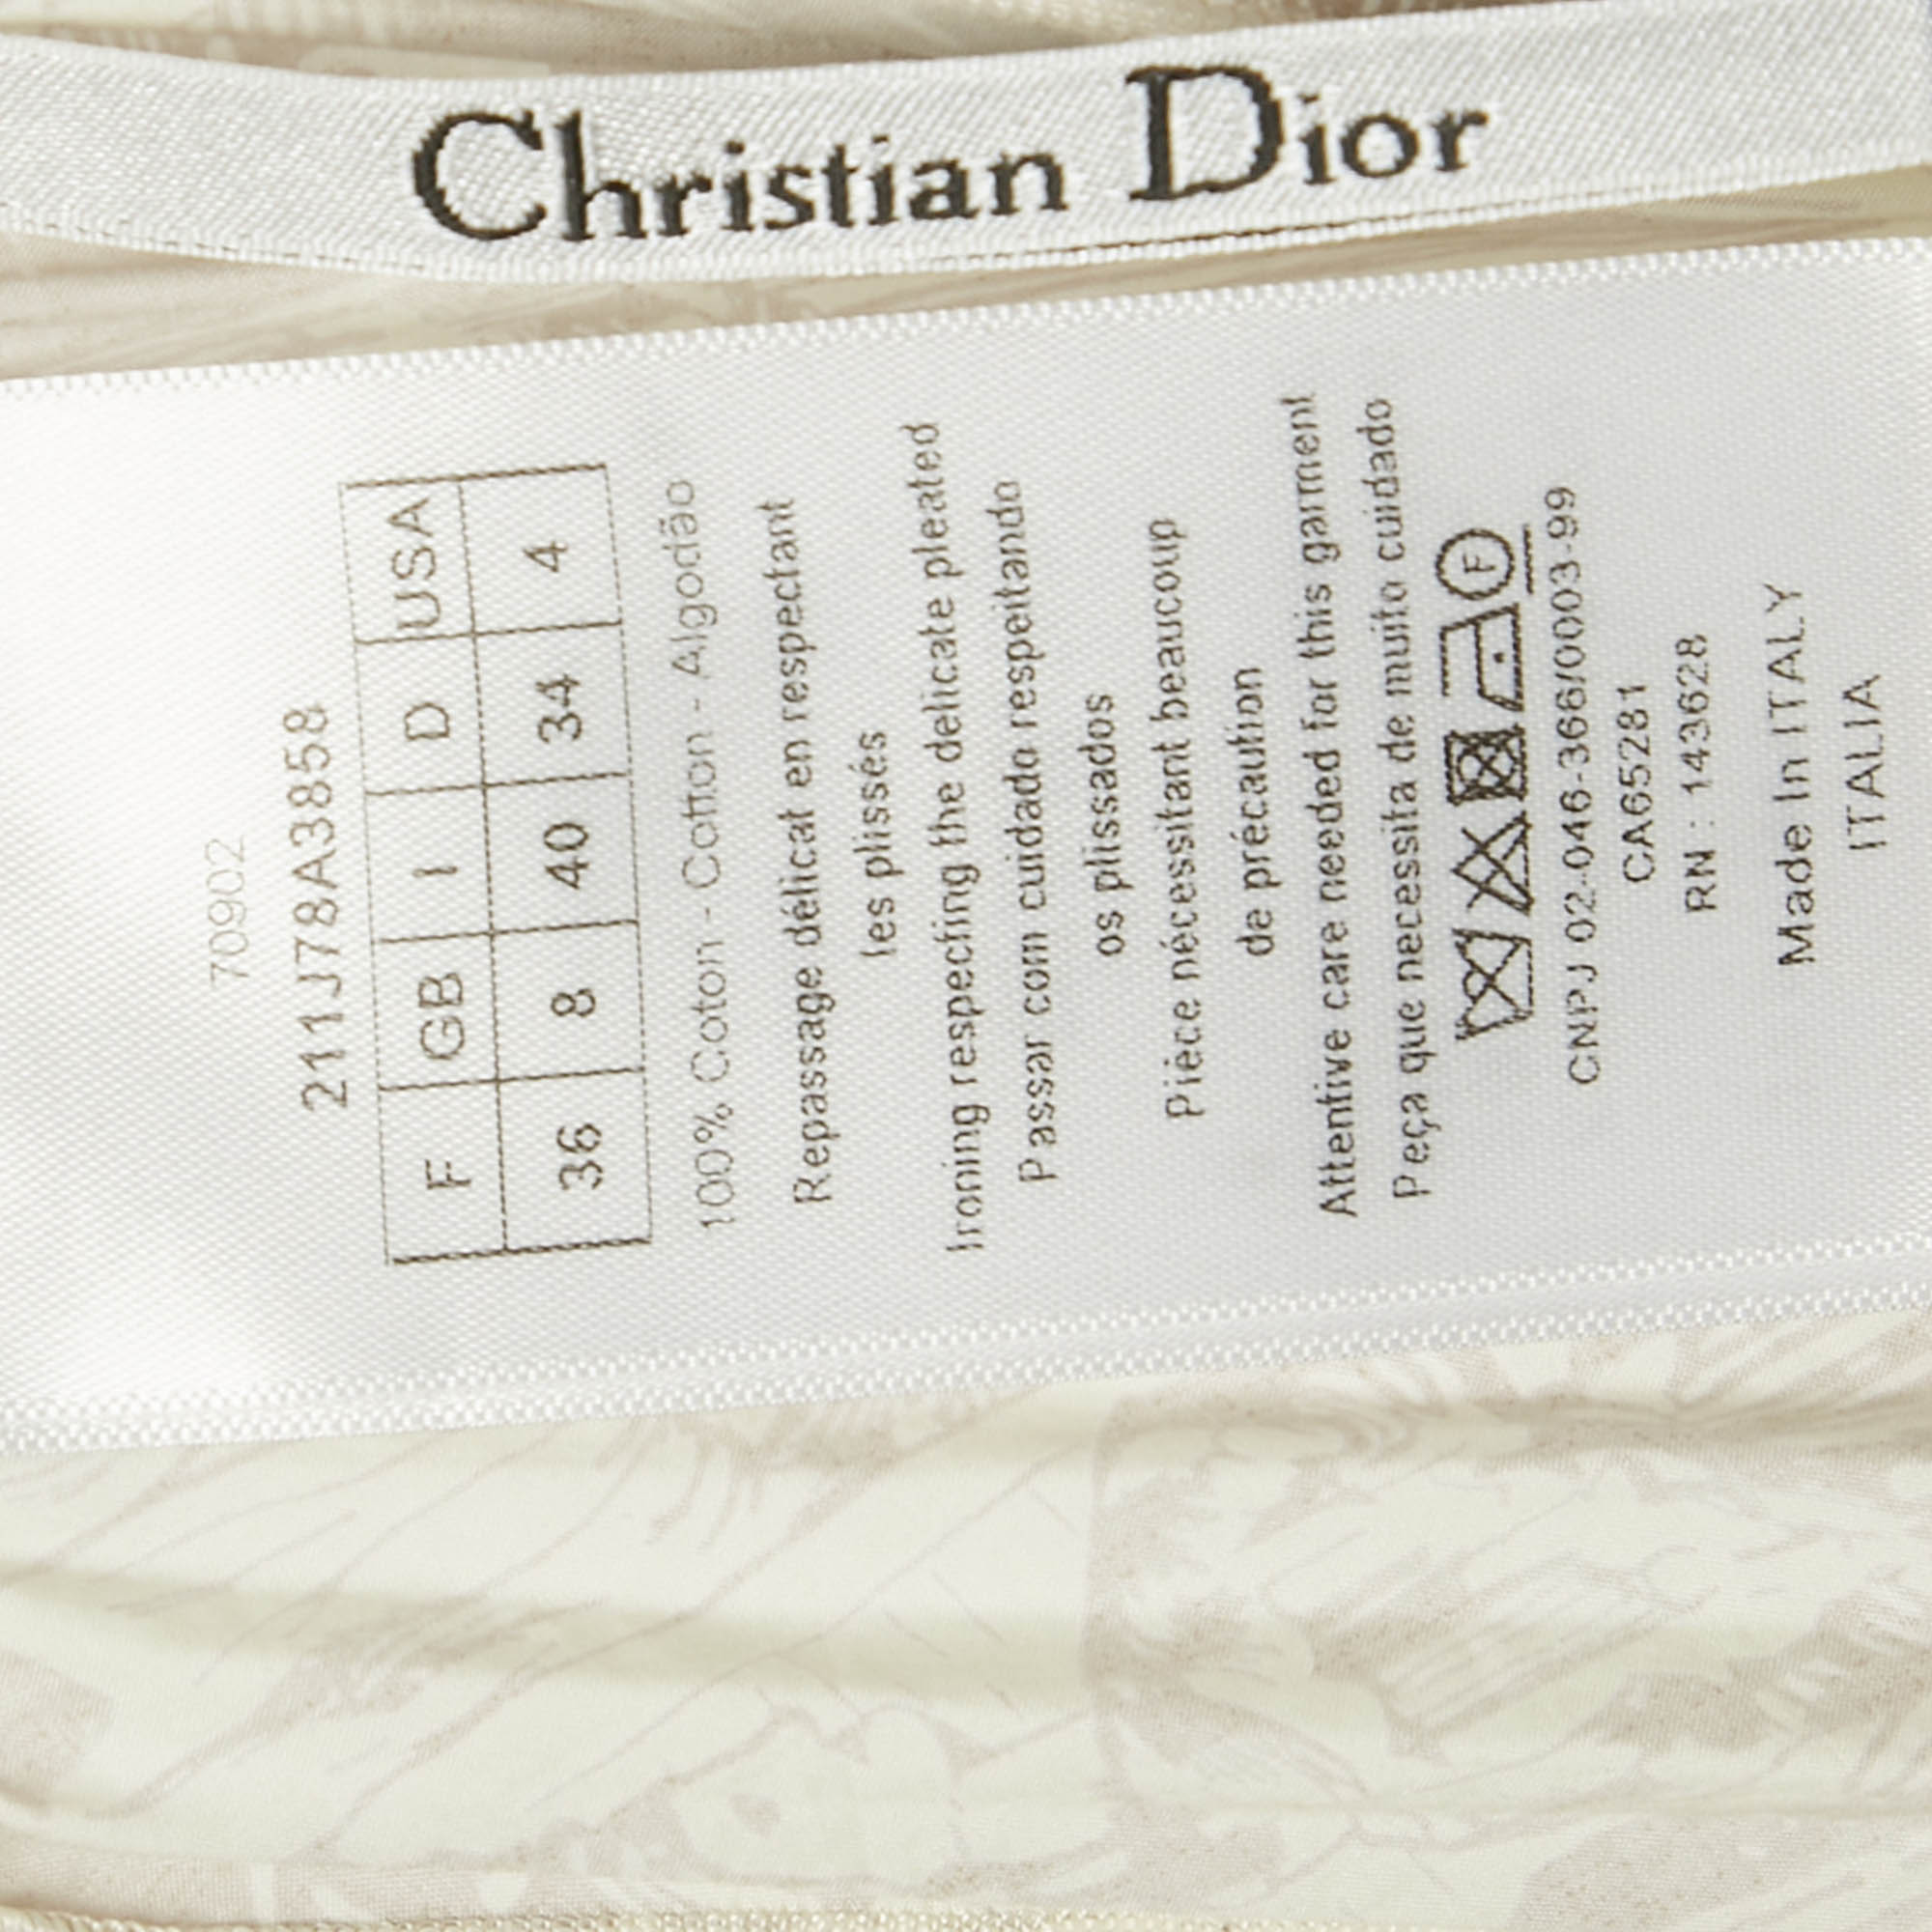 Christian Dior
70902
211J78A3858
F GB I D USA
36 8 40 34 4
100% Coton - Cotton - Algodão
Repassage délicat en respectant
les plissés
Ironing respecting the delicate pleated
Passar com cuidado respeitando
os plissados
Pièce nécessitant beaucoup
de précaution
Attentive care needed for this garment
Peça que necessita de muito cuidado
F
CNPJ 02-046-366/0003-99
CA65281
RN : 143628
Made In ITALY
ITALIA